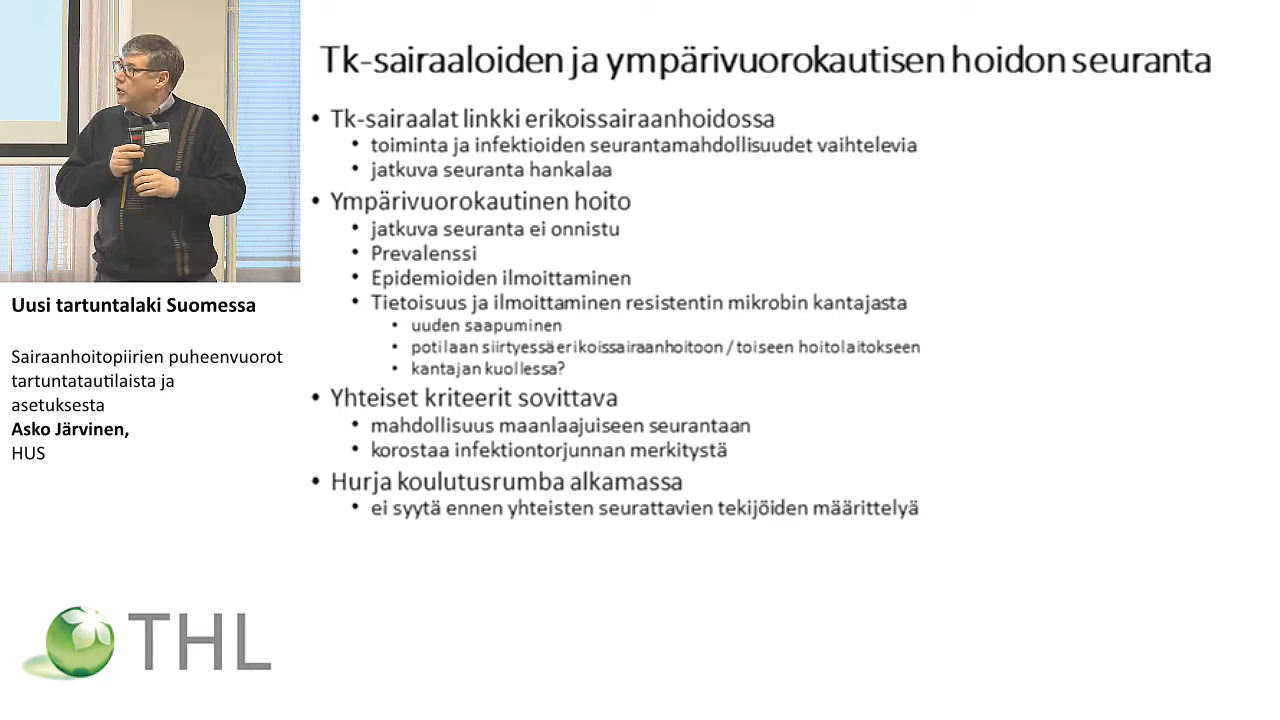 Tk-sairaaloiden ja ympärivuorokautisen hoidon seuranta
• Tk-sairaalat linkki erikoissairaanhoidossa
• toiminta ja infektioiden seurantamahdollisuudet vaihtelevia
• jatkuva seuranta hankalaa
• Ympärivuorokautinen hoito
• jatkuva seuranta ei onnistu
• Prevalenssi
• Epidemioiden ilmoittaminen
• Tietoisuus ja ilmoittaminen resistentin mikrobin kantajasta
• uuden saapuminen
• potilaan siirtyessä erikoissairaanhoitoon / toiseen hoitolaitokseen
• kantajan kuollessa?
• Yhteiset kriteerit sovittava
• mahdollisuus maanlaajuiseen seurantaan
• korostaa infektiontorjunnan merkitystä
• Hurja koulutusrumba alkamassa
• ei syytä ennen yhteisten seurattavien tekijöiden määrittelyä
Uusi tartuntalaki Suomessa
Sairaanhoitopiirien puheenvuorot
tartuntatautilaista ja
asetuksesta
Asko Järvinen,
HUS
THL